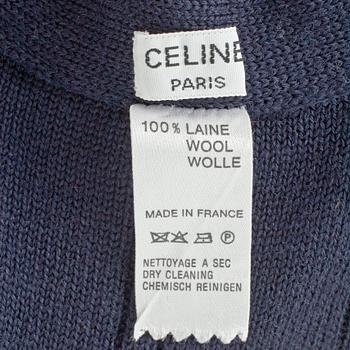 CELINE
PARIS
100% LAINE
WOOL
WOLLE
MADE IN FRANCE
P
NETTOYAGE A SEC
DRY CLEANING
CHEMISCH REINIGEN